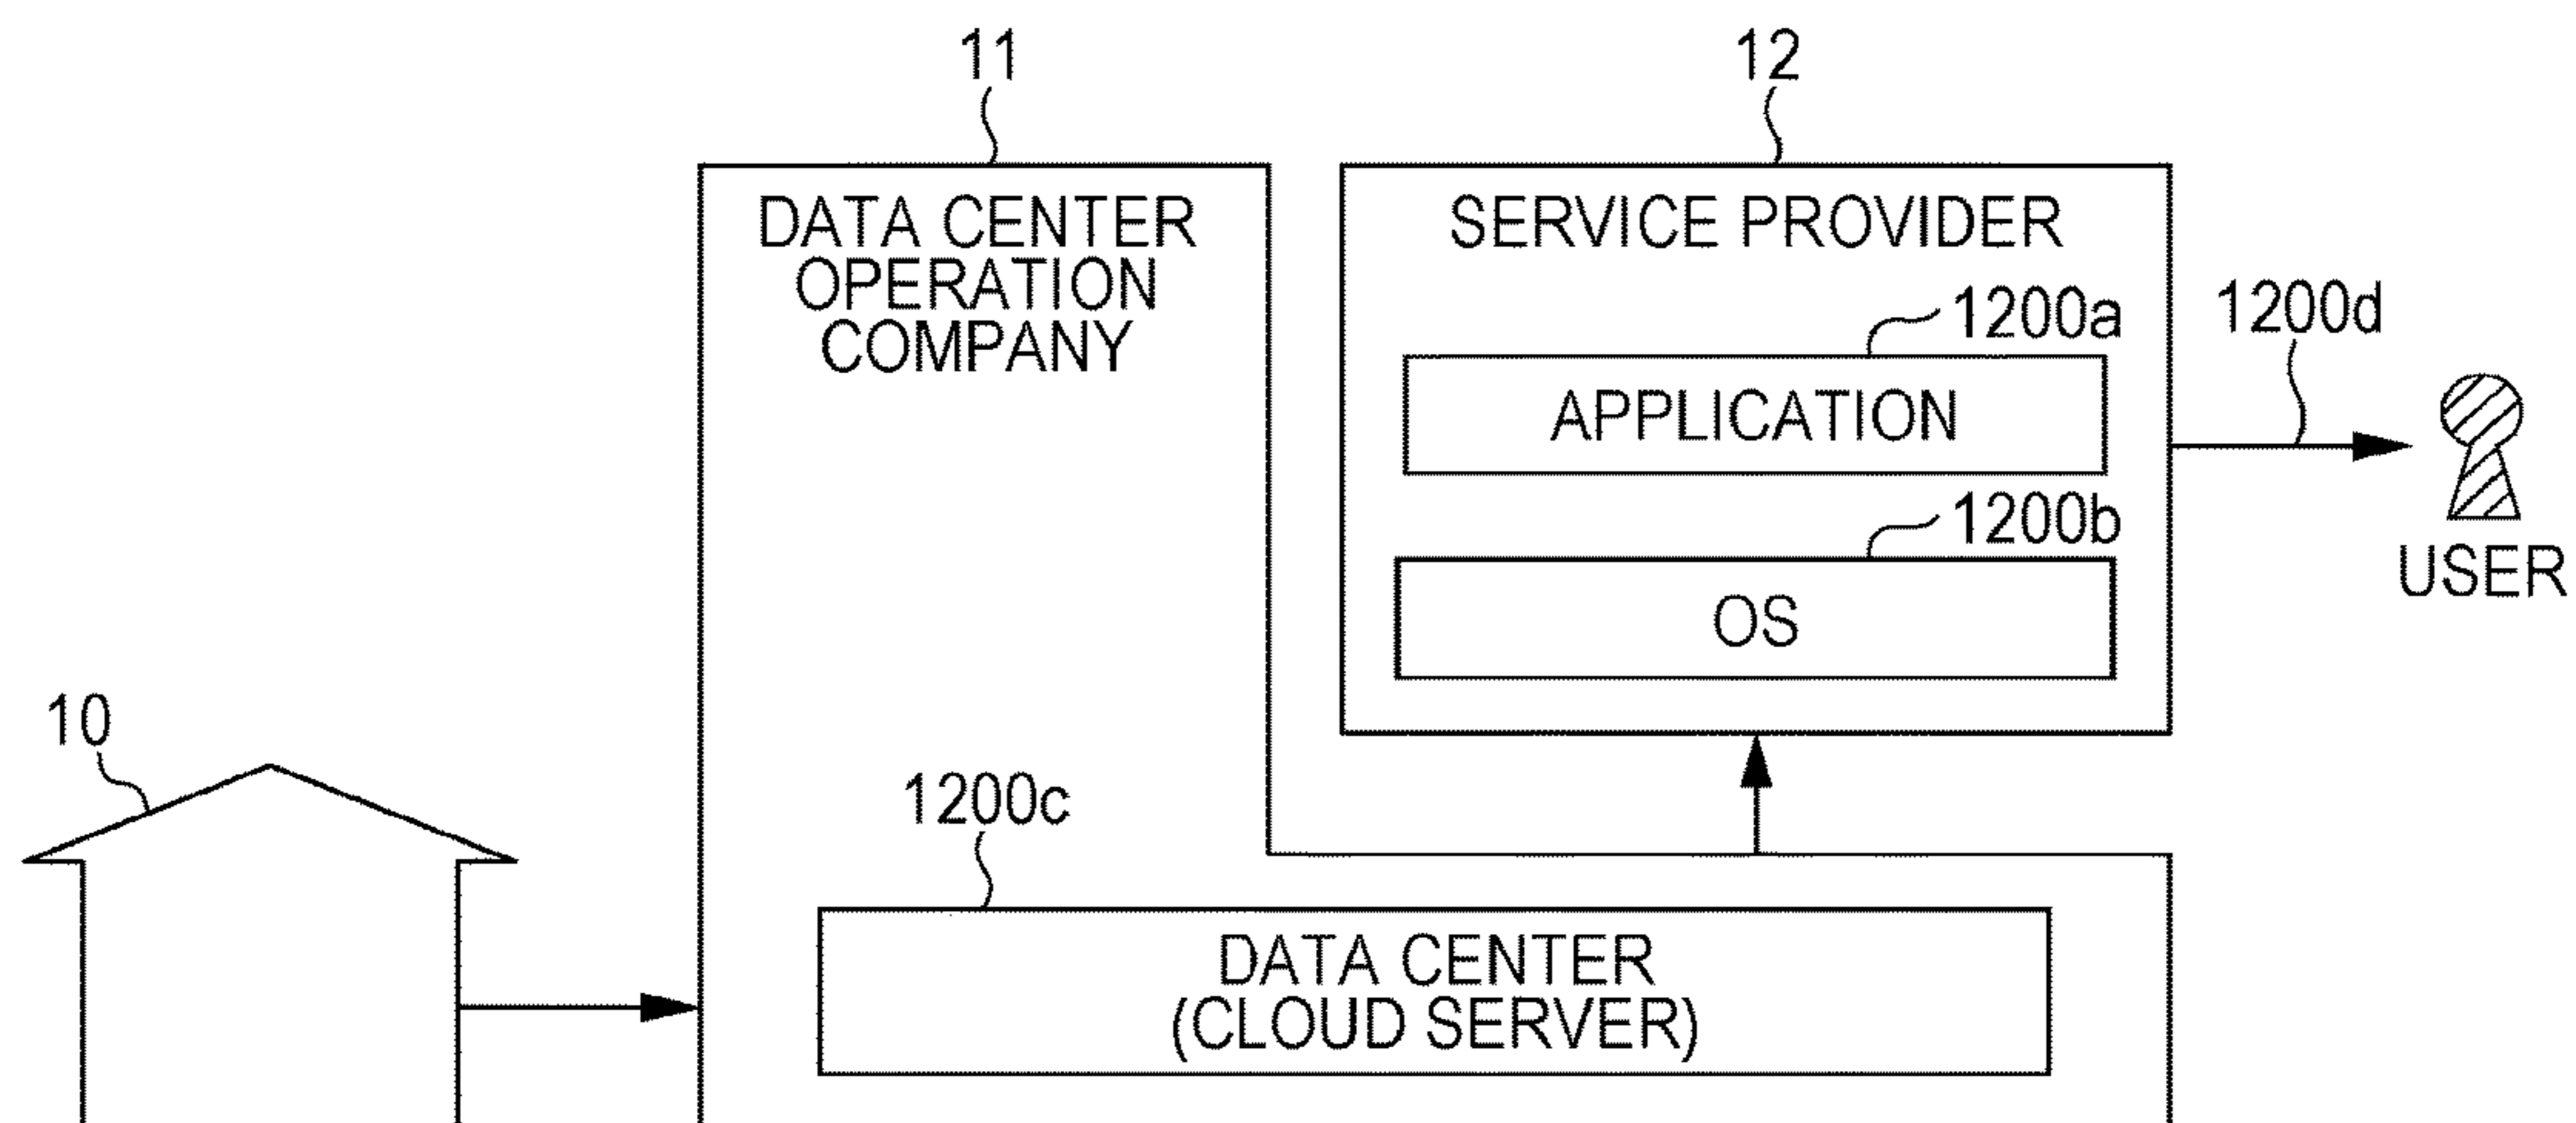 11
12
DATA CENTER
OPERATION
COMPANY
SERVICE PROVIDER
1200a
1200d
APPLICATION
1200b
OS
USER
10
1200c
DATA CENTER
(CLOUD SERVER)